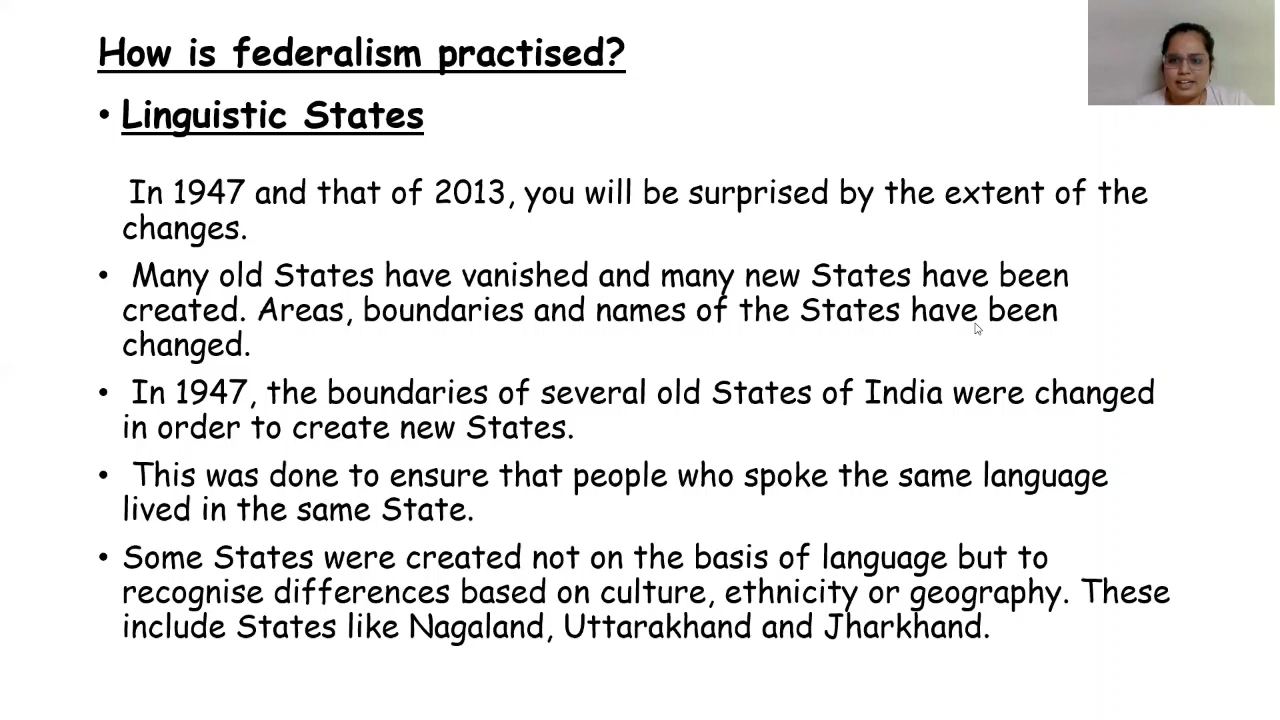 How is federalism practised?
• Linguistic States
In 1947 and that of 2013, you will be surprised by the extent of the
changes.
• Many old States have vanished and many new States have been
created. Areas, boundaries and names of the States have been
changed.
• In 1947, the boundaries of several old States of India were changed
in order to create new States.
• This was done to ensure that people who spoke the same language
lived in the same State.
• Some States were created not on the basis of language but to
recognise differences based on culture, ethnicity or geography. These
include States like Nagaland, Uttarakhand and Jharkhand.